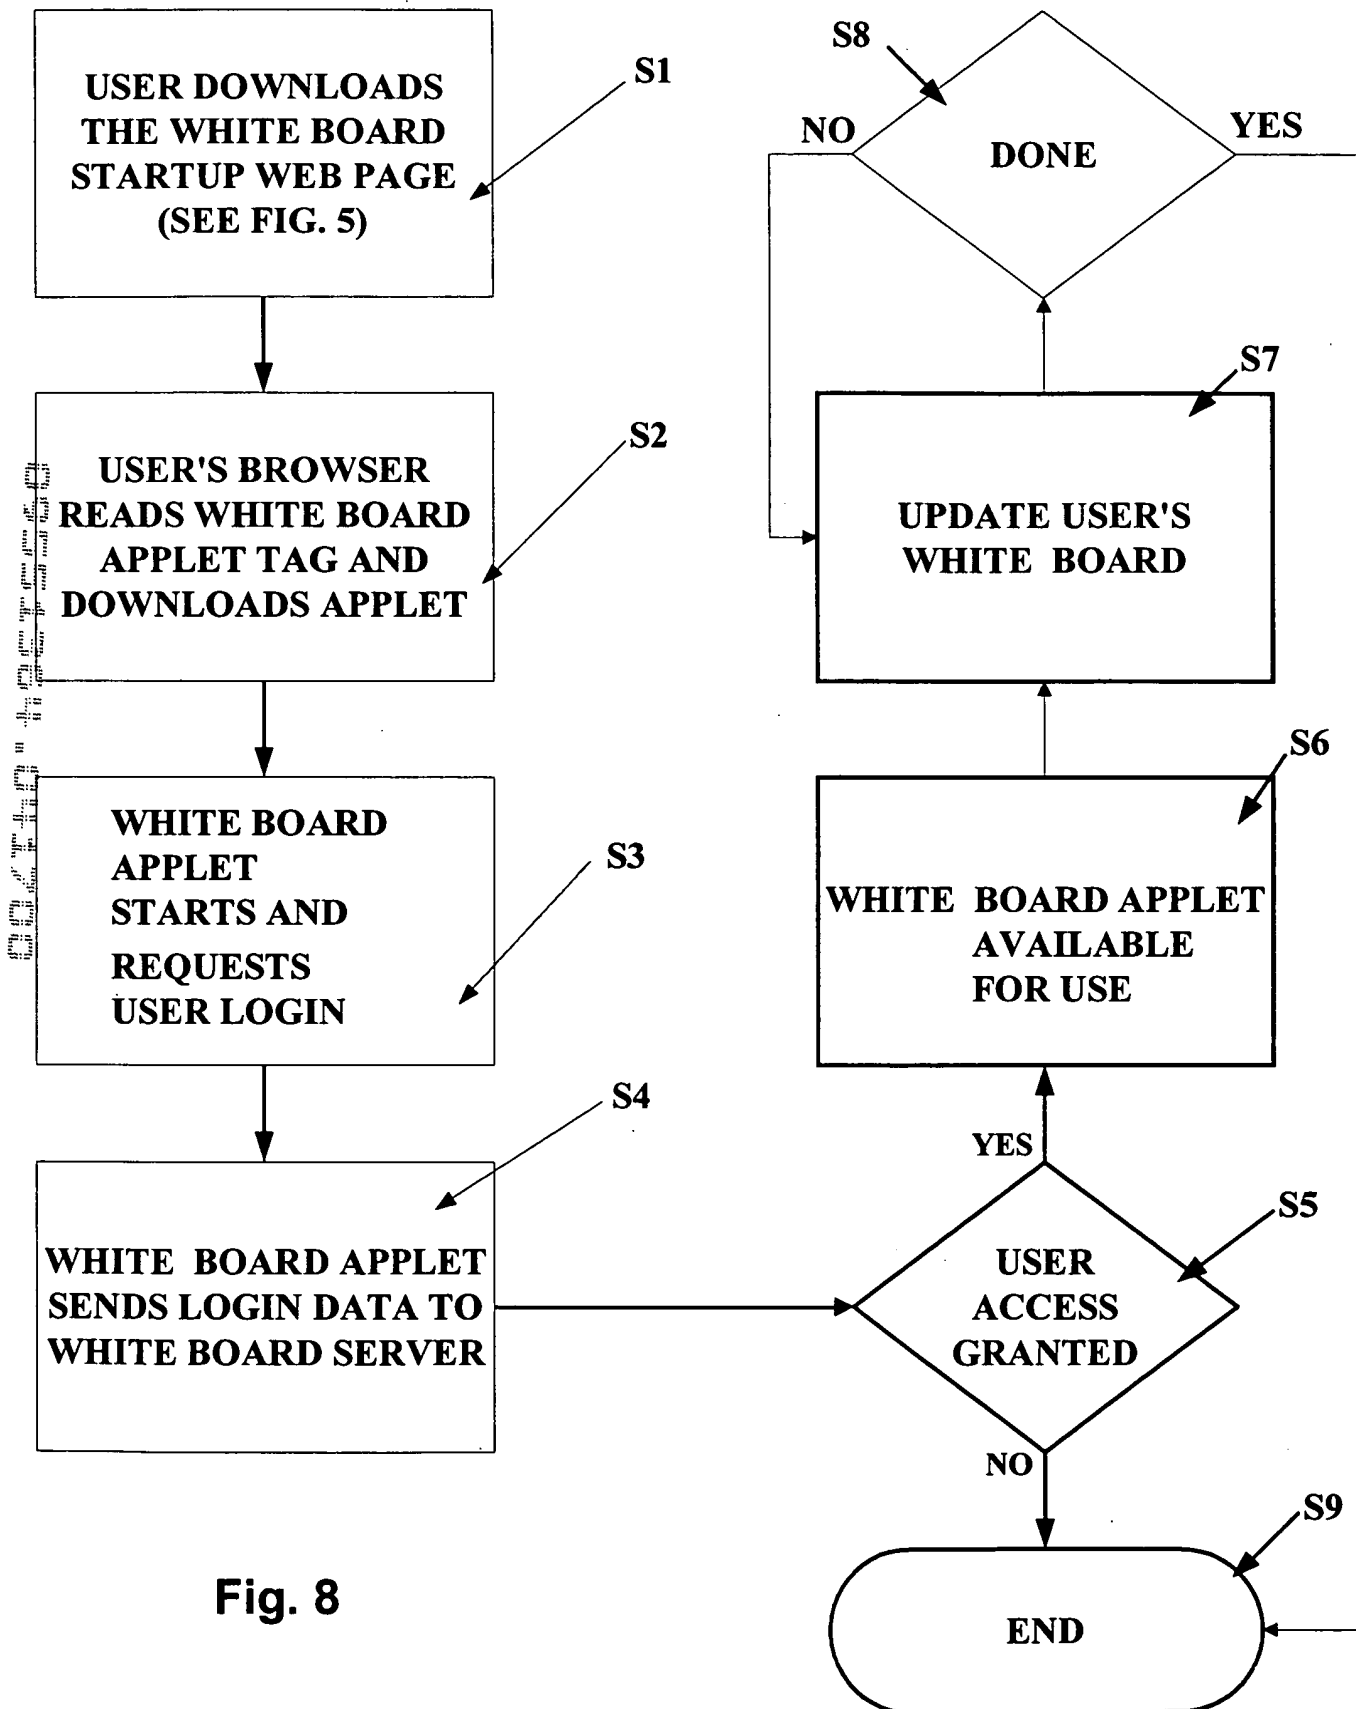 USER DOWNLOADS
THE WHITE BOARD
STARTUP WEB PAGE
(SEE FIG. 5)
S1
USER'S BROWSER
READS WHITE BOARD
APPLET TAG AND
DOWNLOADS APPLET
S2
WHITE BOARD
APPLET
STARTS AND
REQUESTS
USER LOGIN
S3
WHITE BOARD APPLET
SENDS LOGIN DATA TO
WHITE BOARD SERVER
S4
USER
ACCESS
GRANTED
S5
YES
NO
WHITE BOARD APPLET
AVAILABLE
FOR USE
S6
UPDATE USER'S
WHITE BOARD
S7
DONE
S8
NO
YES
END
S9
Fig. 8